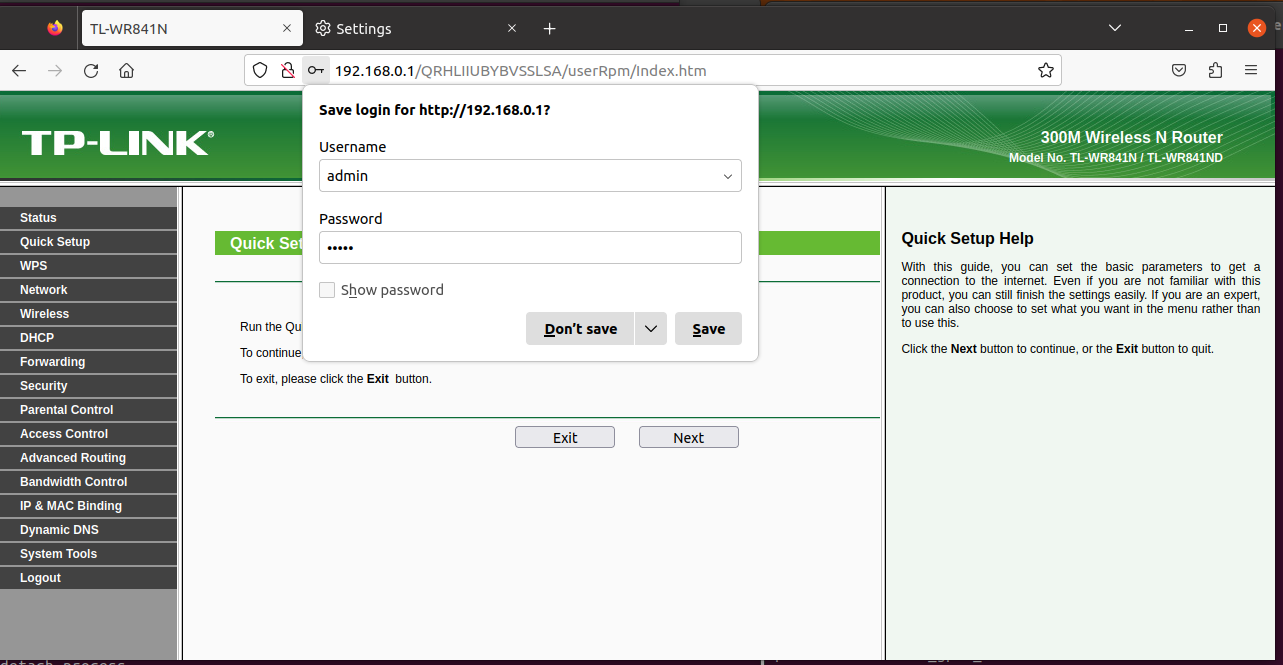 TL-WR841N
Settings
192.168.0.1/QRHLIIUBYBVSSLSA/userRpm/Index.htm
TP-LINK®
300M Wireless N Router
Model No. TL-WR841N / TL-WR841ND
Save login for http://192.168.0.1?
Username
admin
Password
•••••
Show password
Don't save
Save
Status
Quick Setup
WPS
Network
Wireless
DHCP
Forwarding
Security
Parental Control
Access Control
Advanced Routing
Bandwidth Control
IP & MAC Binding
Dynamic DNS
System Tools
Logout
Quick Set
Run the Qu
To continue
To exit, please click the Exit button.
Exit
Next
Quick Setup Help
With this guide, you can set the basic parameters to get a
connection to the internet. Even if you are not familiar with this
product, you can still finish the settings easily. If you are an expert,
you can also choose to set what you want in the menu rather than
to use this.
Click the Next button to continue, or the Exit button to quit.